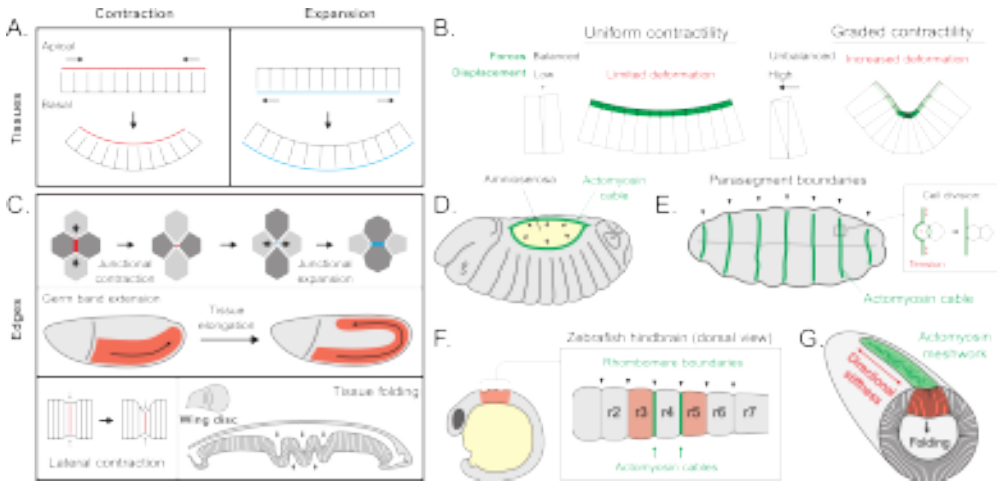 Contraction
Expansion
A.
Apical
Basal
Tissues
B.
Uniform contractility
Graded contractility
Forces
Balanced
Displacement
Low
Limited deformation
Unbalanced
High
Increased deformation
C.
Junctional
contraction
Junctional
expansion
Germ band extension
Tissue
elongation
Edges
Tissue folding
Wing disc
Lateral contraction
D.
Amnioserosa
Actomyosin
cable
E.
Parasegment boundaries
Cell division
Tension
Actomyosin cable
F.
Zebrafish hindbrain (dorsal view)
Rhombomere boundaries
r2
r3
r4
r5
r6
r7
Actomyosin cables
G.
Actomyosin
meshwork
Directional
stiffness
Folding